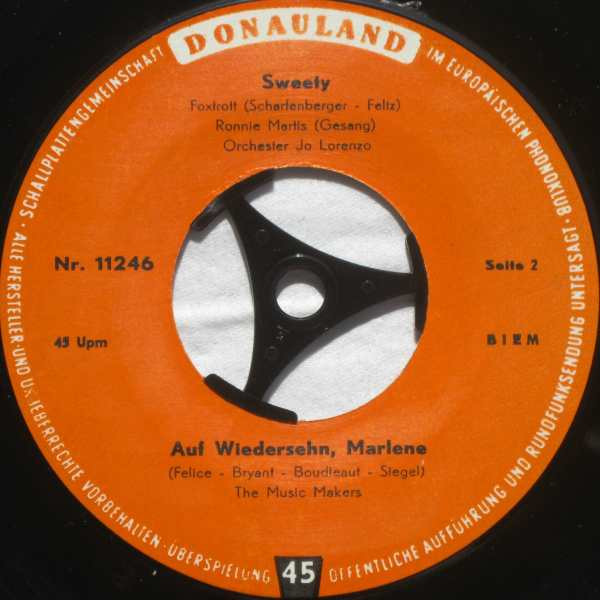 DONAULAND
SCHALLPLATTENGEMEINSCHAFT
IM EUROPÄISCHEN PHONOKLUB ·
Sweety
Foxtrott (Scharfenberger - Feltz)
Ronnie Martis (Gesang)
Orchester Jo Lorenzo
Nr. 11246
Seite 2
45 Upm
BIEM
Auf Wiedersehn, Marlene
(Felice - Bryant - Boudleaut - Siegel)
The Music Makers
· ALLE HERSTELLER-UND URHEBERRECHTE VORBEHALTEN · ÜBERSPIELUNG
45
ÖFFENTLICHE AUFFÜHRUNG UND RUNDFUNKSENDUNG UNTERSAGT ·